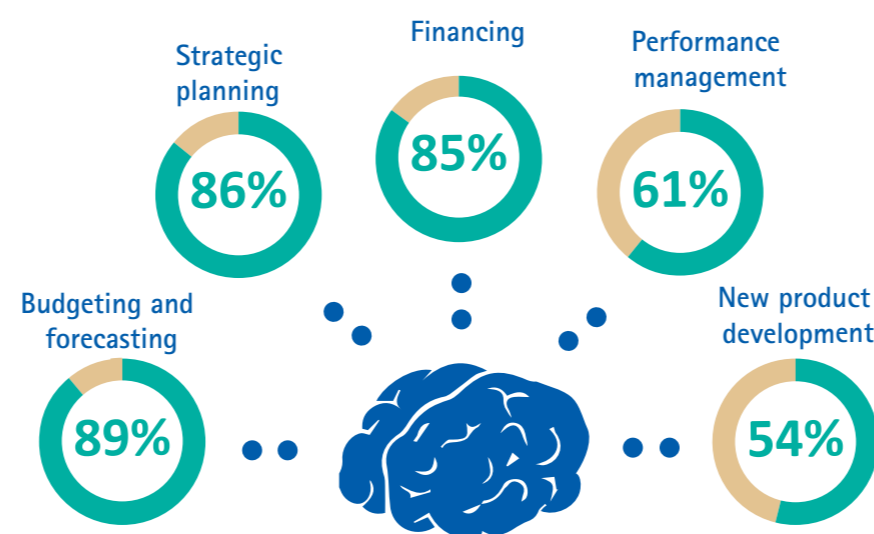 Strategic
planning
86%
Financing
85%
Performance
management
61%
Budgeting and
forecasting
89%
New product
development
54%